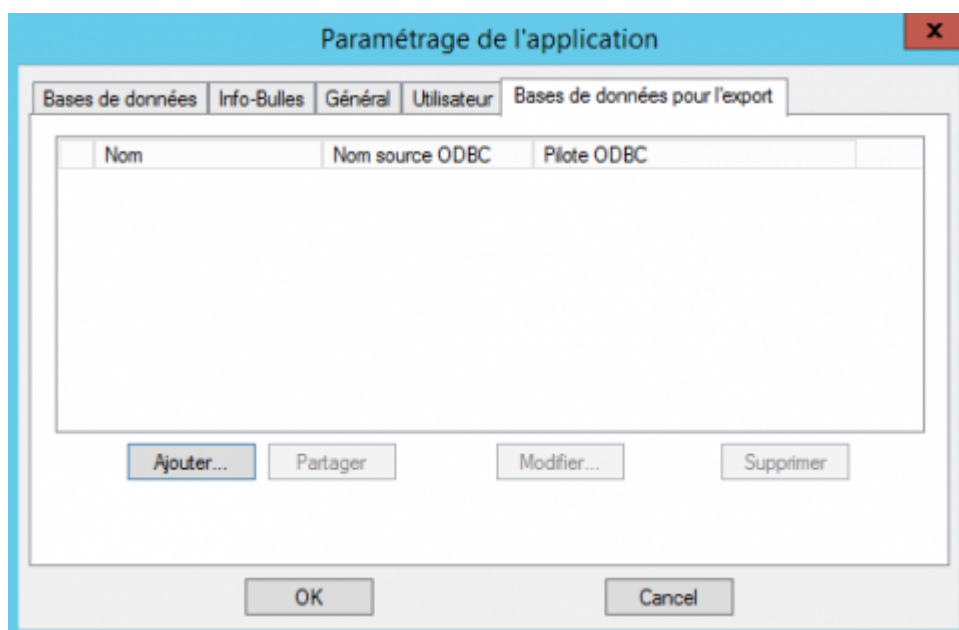 Paramétrage de l'application
x
Bases de données Info-Bulles Général Utilisateur Bases de données pour l'export
Nom Nom source ODBC Pilote ODBC
Ajouter... Partager Modifier... Supprimer
OK Cancel